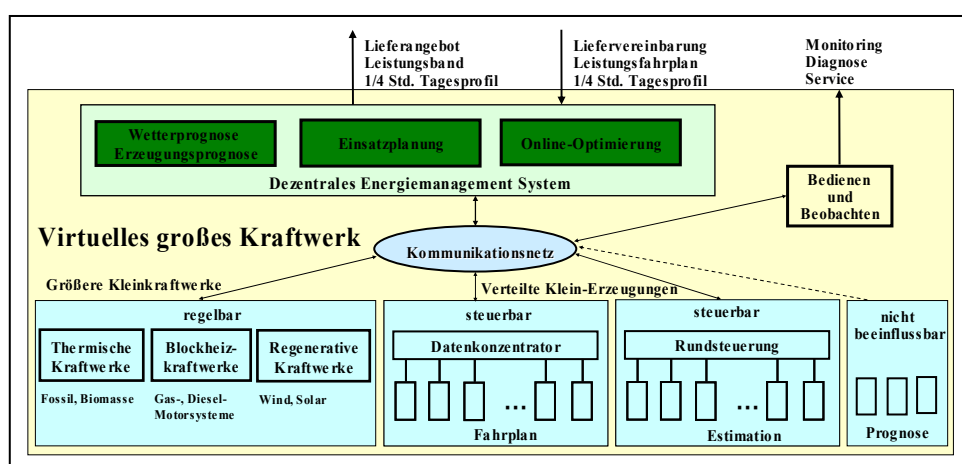 Lieferangebot
Leistungsband
1/4 Std. Tagesprofil
Liefervereinbarung
Leistungsfahrplan
1/4 Std. Tagesprofil
Monitoring
Diagnose
Service
Wetterprognose
Erzeugungsprognose
Einsatzplanung
Online-Optimierung
Dezentrales Energiemanagement System
Bedienen
und
Beobachten
Virtuelles großes Kraftwerk
Kommunikationsnetz
Größere Kleinkraftwerke
Verteilte Klein-Erzeugungen
regelbar
Thermische
Kraftwerke
Blockheiz-
kraftwerke
Regenerative
Kraftwerke
Fossil, Biomasse
Gas-, Diesel-
Motorsysteme
Wind, Solar
steuerbar
Datenkonzentrator
...
Fahrplan
steuerbar
Rundsteuerung
...
Estimation
nicht
beeinflussbar
Prognose